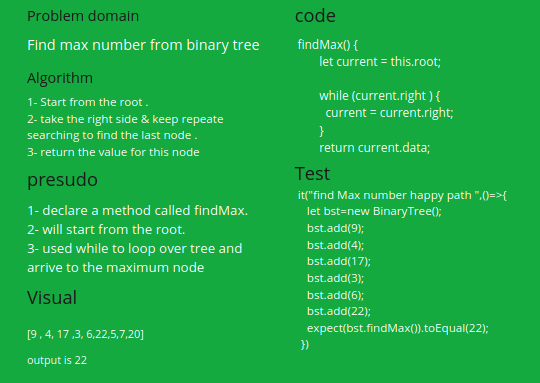 Problem domain
Find max number from binary tree
Algorithm
1- Start from the root .
2- take the right side & keep repeate
searching to find the last node .
3- return the value for this node
presudo
1- declare a method called findMax.
2- will start from the root.
3- used while to loop over tree and
arrive to the maximum node
Visual
[9 , 4, 17 ,3, 6,22,5,7,20]
output is 22
code
findMax() {
let current = this.root;
while (current.right ) {
current = current.right;
}
return current.data;
Test
it("find Max number happy path ",()=>{
let bst=new BinaryTree();
bst.add(9);
bst.add(4);
bst.add(17);
bst.add(3);
bst.add(6);
bst.add(22);
expect(bst.findMax()).toEqual(22);
})